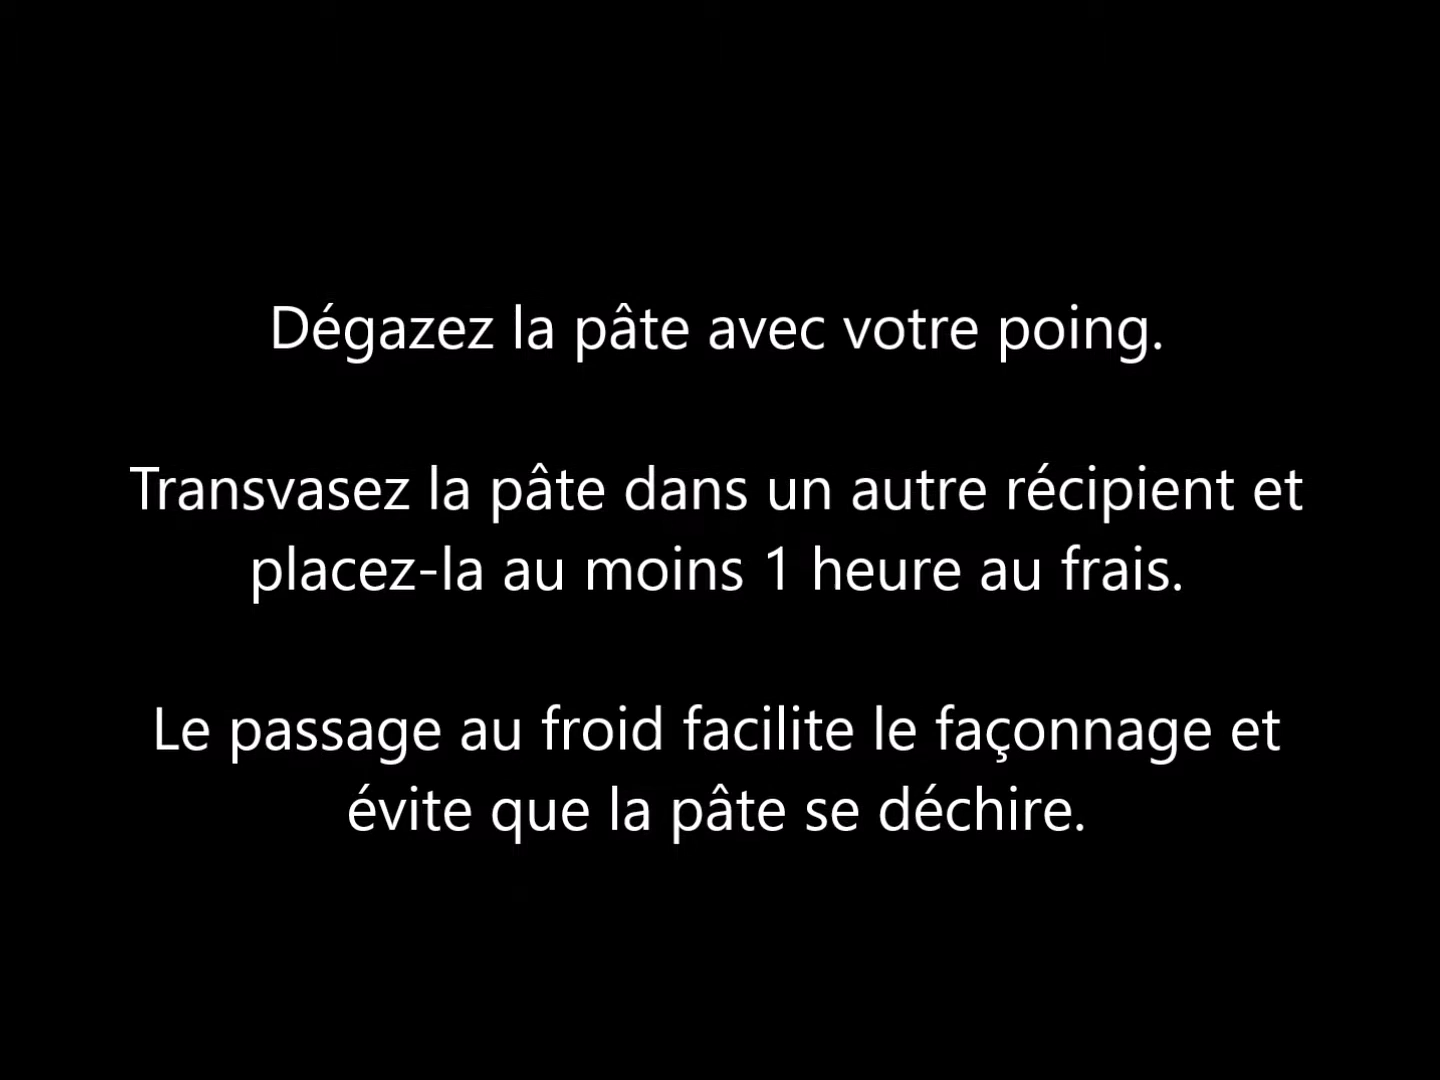 Dégazez la pâte avec votre poing.
Transvasez la pâte dans un autre récipient et
placez-la au moins 1 heure au frais.
Le passage au froid facilite le façonnage et
évite que la pâte se déchire.